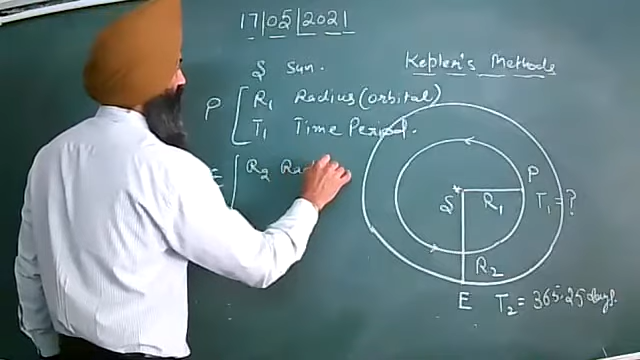 17|05|2021
S Sun.
Kepler's Methods
P R₁ Radius (orbital)
T₁ Time Period.
E R₂
P
S R₁ T₁ = ?
R₂
E T₂ = 365.25 days.